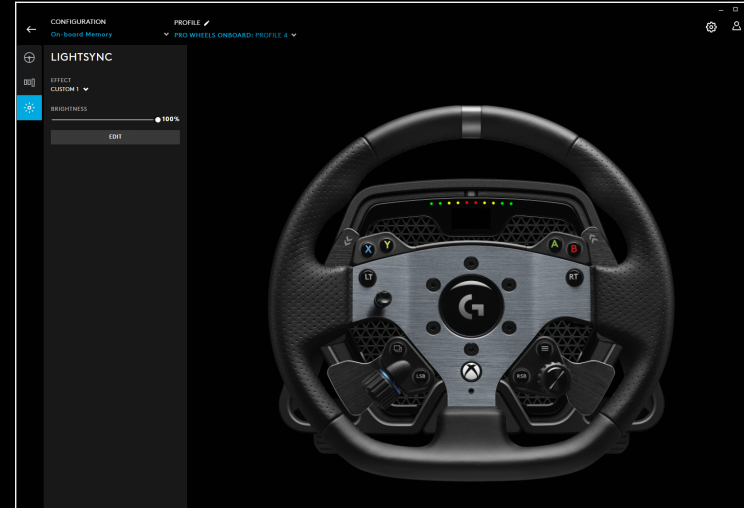 CONFIGURATION
On-board Memory
PROFILE
PRO WHEELS ONBOARD: PROFILE 4
LIGHTSYNC
EFFECT
CUSTOM 1
BRIGHTNESS
100%
EDIT
X
Y
A
B
LT
RT
G
LSB
RSB